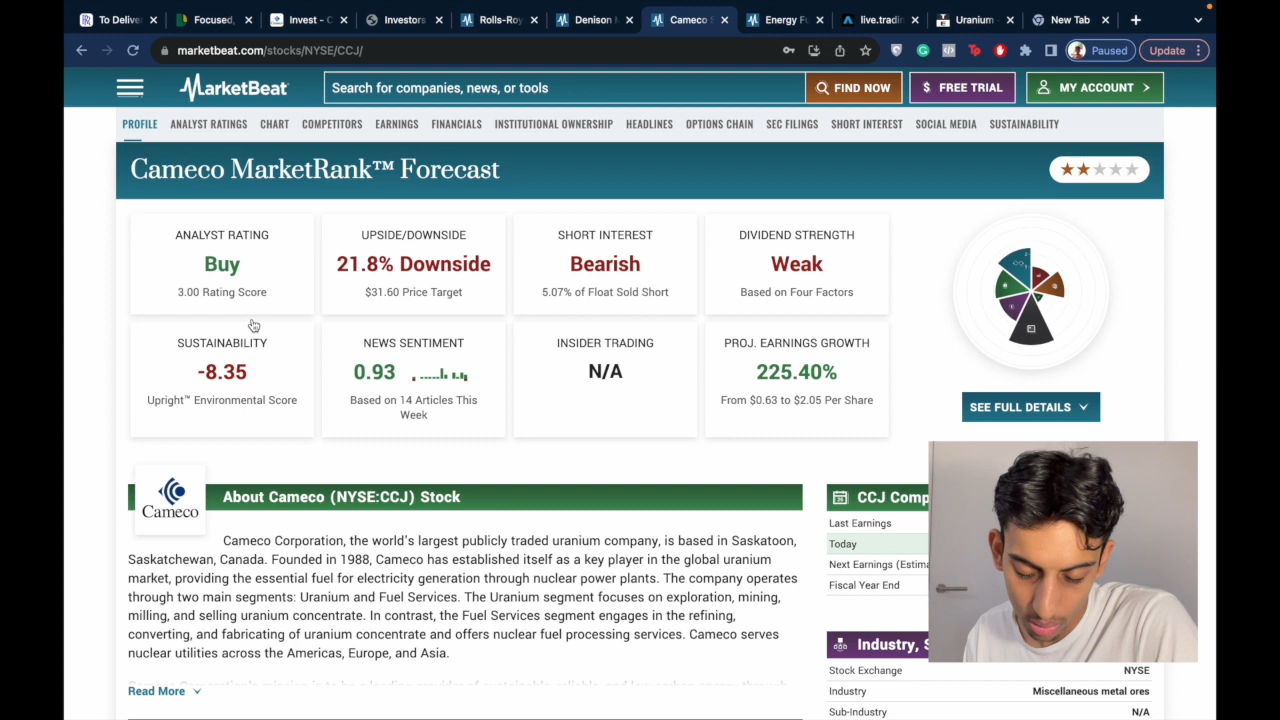 To Deliver
Focused,
Invest – C
Investors
Rolls-Roy
Denison M
Cameco S
Energy Fu
live.tradin
Uranium -
New Tab
marketbeat.com/stocks/NYSE/CCJ/
Paused
Update
MarketBeat
Search for companies, news, or tools
FIND NOW
$ FREE TRIAL
MY ACCOUNT
PROFILE
ANALYST RATINGS
CHART
COMPETITORS
EARNINGS
FINANCIALS
INSTITUTIONAL OWNERSHIP
HEADLINES
OPTIONS CHAIN
SEC FILINGS
SHORT INTEREST
SOCIAL MEDIA
SUSTAINABILITY
Cameco MarketRank™ Forecast
ANALYST RATING
Buy
3.00 Rating Score
UPSIDE/DOWNSIDE
21.8% Downside
$31.60 Price Target
SHORT INTEREST
Bearish
5.07% of Float Sold Short
DIVIDEND STRENGTH
Weak
Based on Four Factors
SUSTAINABILITY
-8.35
Upright™ Environmental Score
NEWS SENTIMENT
0.93
Based on 14 Articles This
Week
INSIDER TRADING
N/A
PROJ. EARNINGS GROWTH
225.40%
From $0.63 to $2.05 Per Share
SEE FULL DETAILS
Cameco
About Cameco (NYSE:CCJ) Stock
Cameco Corporation, the world's largest publicly traded uranium company, is based in Saskatoon,
Saskatchewan, Canada. Founded in 1988, Cameco has established itself as a key player in the global uranium
market, providing the essential fuel for electricity generation through nuclear power plants. The company operates
through two main segments: Uranium and Fuel Services. The Uranium segment focuses on exploration, mining,
milling, and selling uranium concentrate. In contrast, the Fuel Services segment engages in the refining,
converting, and fabricating of uranium concentrate and offers nuclear fuel processing services. Cameco serves
nuclear utilities across the Americas, Europe, and Asia.
Read More
CCJ Comp
Last Earnings
Today
Next Earnings (Estima
Fiscal Year End
Industry, S
Stock Exchange NYSE
Industry Miscellaneous metal ores
Sub-Industry N/A